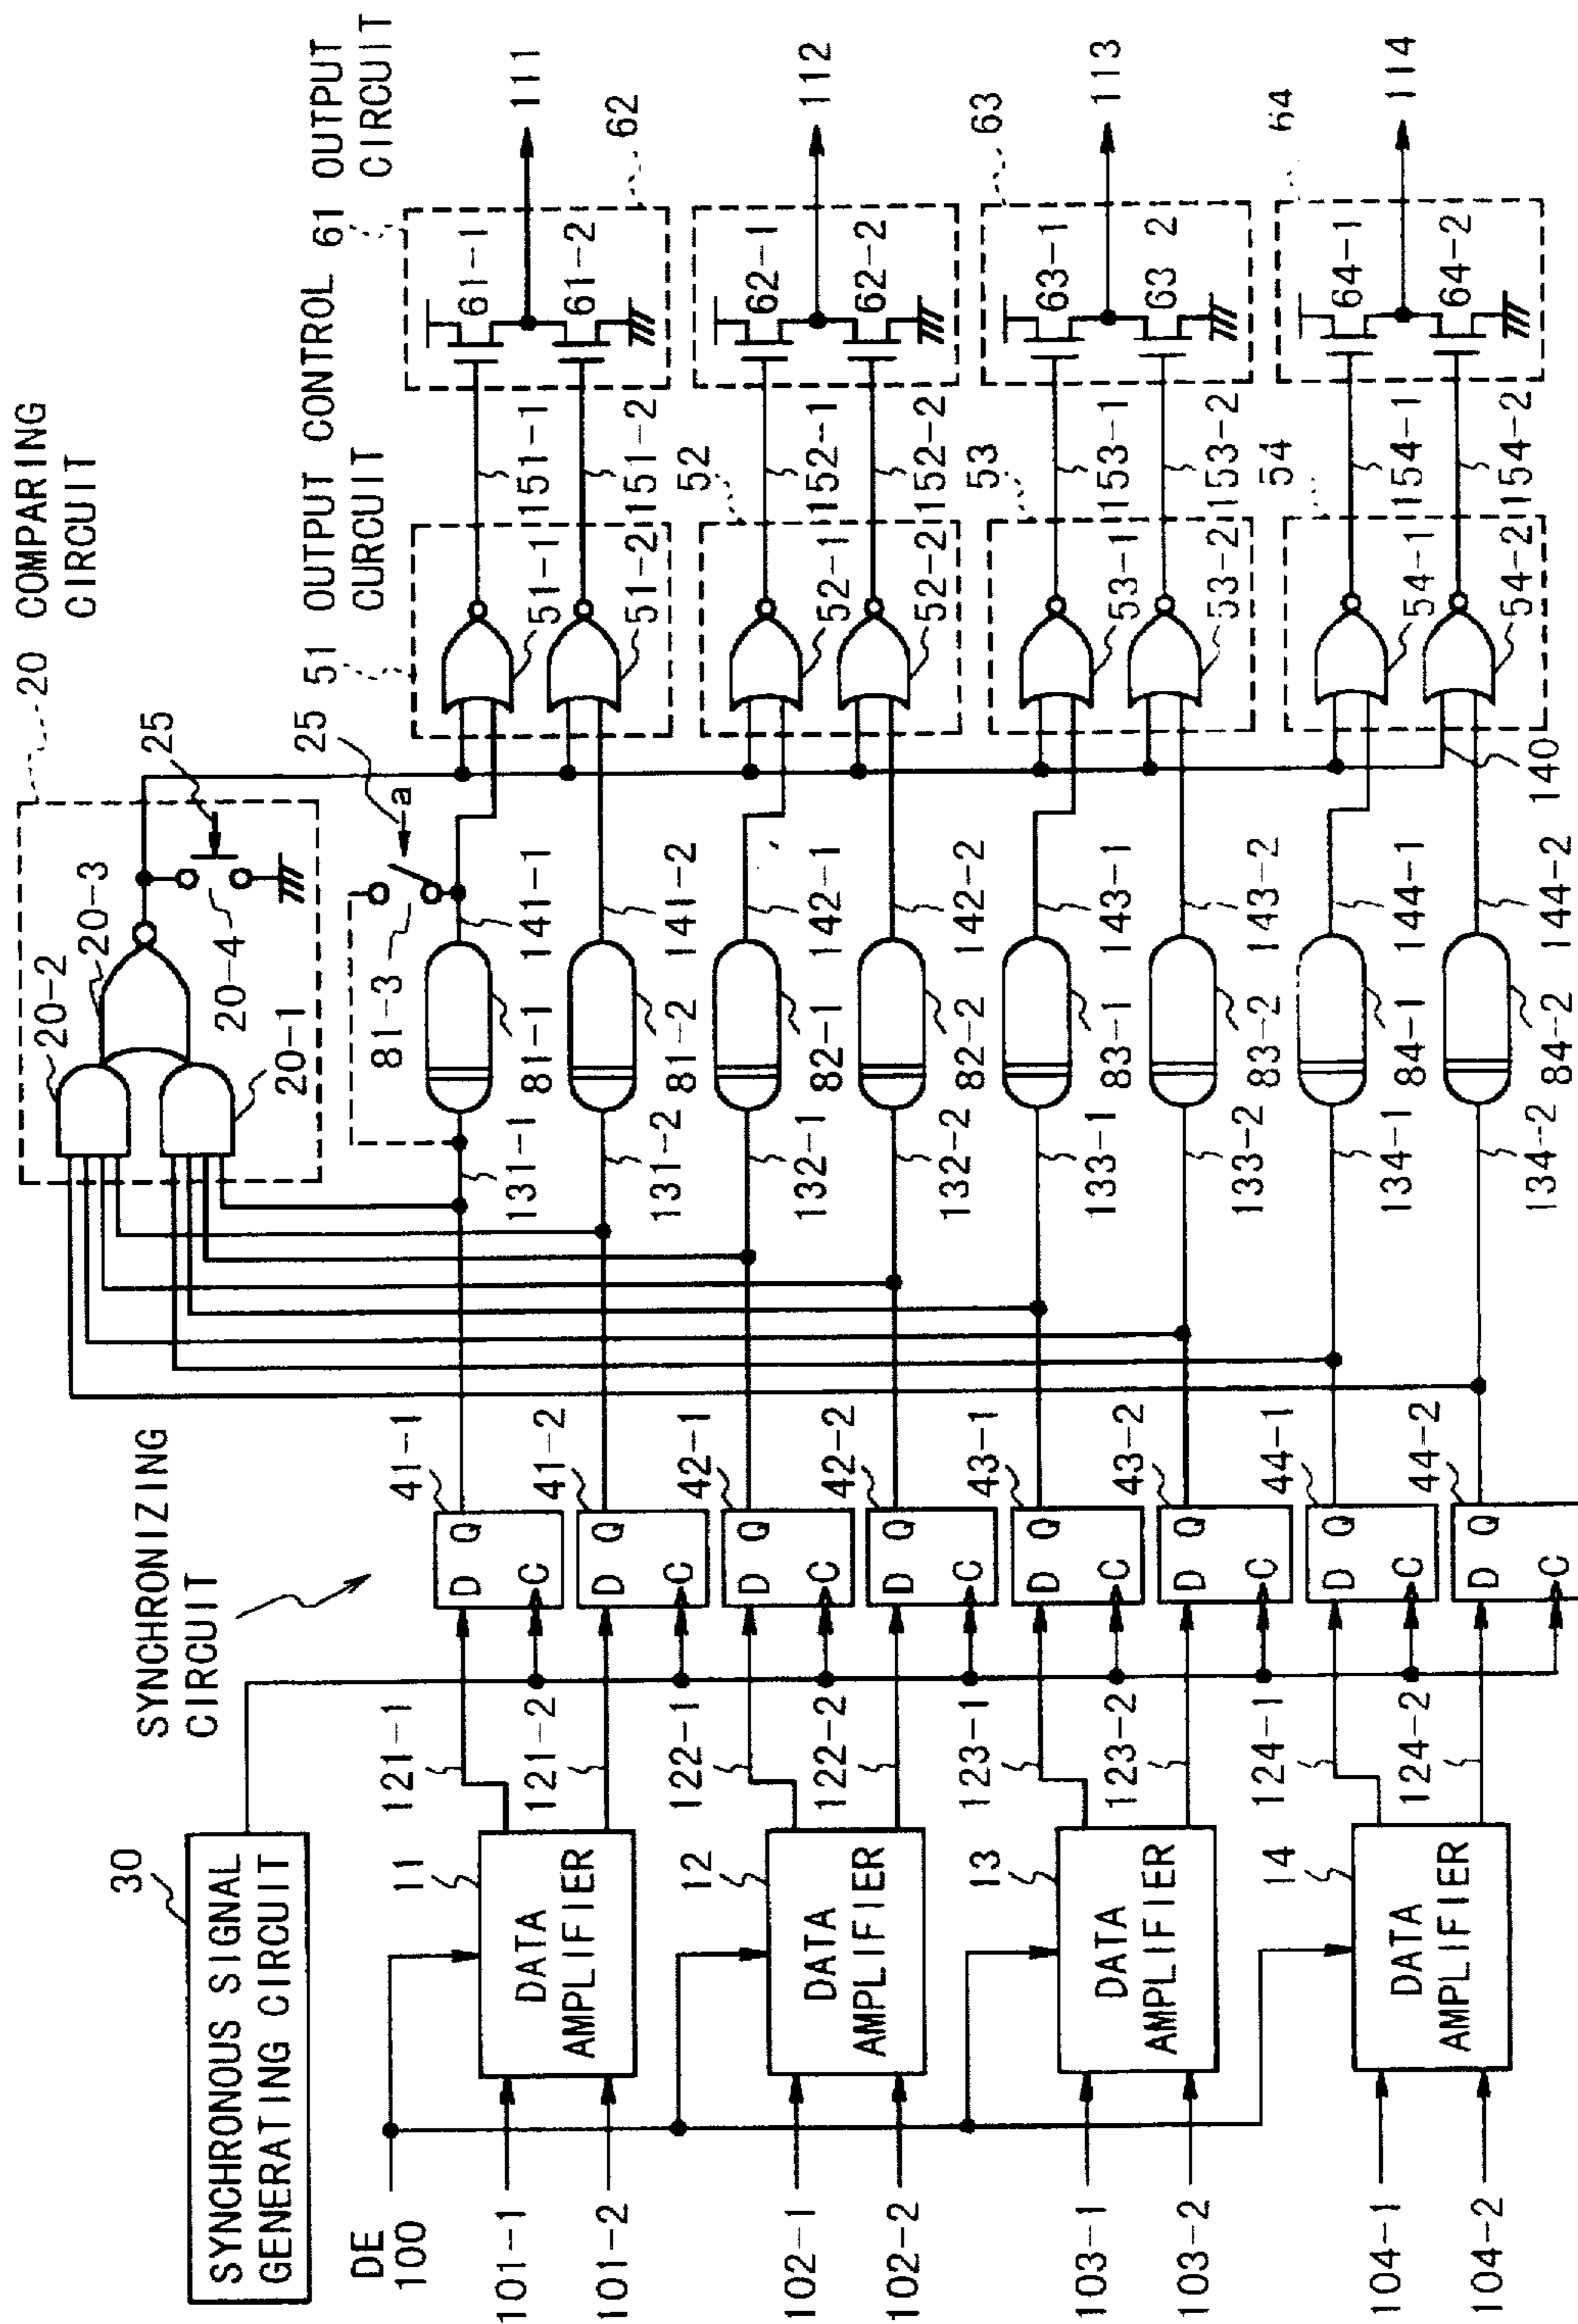 20 COMPARING
CIRCUIT
61 OUTPUT
CIRCUIT
51 OUTPUT CONTROL
CURCUIT
SYNCHRONIZING
CIRCUIT
30
SYNCHRONOUS SIGNAL
GENERATING CIRCUIT
20-2
20-3
20-4
20-1
25
25
a
81-3
DE
100
101-1
101-2
11
DATA
AMPLIFIER
121-1
121-2
41-1
D Q
C
41-2
D Q
C
131-1
131-2
81-1
81-2
141-1
141-2
51-1
51-2
151-1
151-2
61-1
61-2
62
111
102-1
102-2
12
DATA
AMPLIFIER
122-1
122-2
42-1
D Q
C
42-2
D Q
C
132-1
132-2
82-1
82-2
142-1
142-2
52
52-1
52-2
152-1
152-2
62-1
62-2
112
103-1
103-2
13
DATA
AMPLIFIER
123-1
123-2
43-1
D Q
C
43-2
D Q
C
133-1
133-2
83-1
83-2
143-1
143-2
53
53-1
53-2
153-1
153-2
63
63-1
63 2
113
104-1
104-2
14
DATA
AMPLIFIER
124-1
124-2
44-1
D Q
C
44-2
D Q
C
134-1
134-2
84-1
84-2
144-1
144-2
140
54
54-1
54-2
154-1
154-2
64
64-1
64-2
114